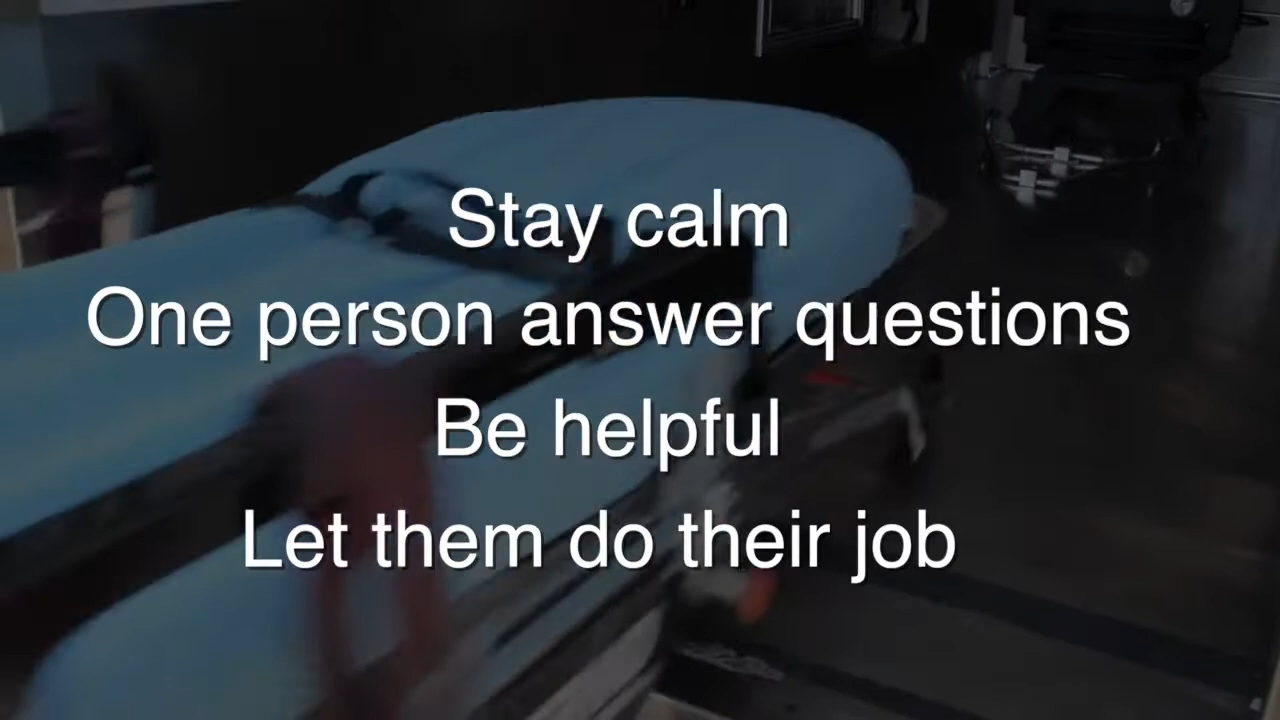 Stay calm
One person answer questions
Be helpful
Let them do their job